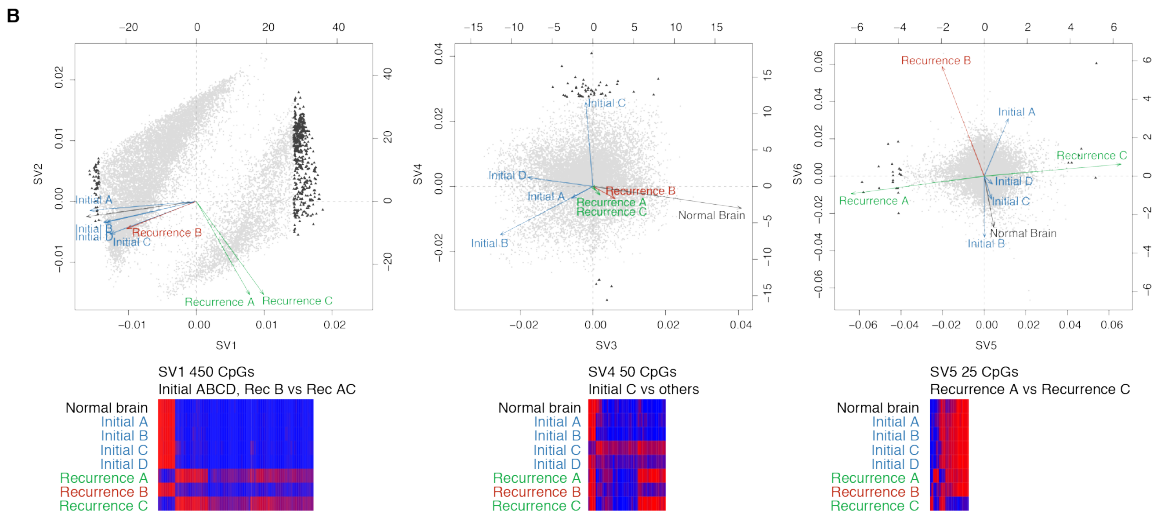 B
−20 0 20 40
−15 −10 −5 0 5 10 15
−6 −4 −2 0 2 4 6
0.02
0.01
0.00
−0.01
SV2
40
20
0
−20
Initial A
Initial B
Initial D
Initial C
Recurrence B
Recurrence A
Recurrence C
−0.01 0.00 0.01 0.02
SV1
0.04
0.02
0.00
−0.02
SV4
15
10
5
0
−5
−10
−15
Initial C
Initial D
Initial A
Recurrence B
Recurrence A
Recurrence C
Normal Brain
Initial B
−0.02 0.00 0.02 0.04
SV3
0.06
0.04
0.02
0.00
−0.02
−0.04
−0.06
SV6
6
4
2
0
−2
−4
−6
Recurrence B
Initial A
Recurrence C
Initial D
Recurrence A
Initial C
Normal Brain
Initial B
−0.06 −0.04 −0.02 0.00 0.02 0.04 0.06
SV5
SV1 450 CpGs
Initial ABCD, Rec B vs Rec AC
Normal brain
Initial A
Initial B
Initial C
Initial D
Recurrence A
Recurrence B
Recurrence C
SV4 50 CpGs
Initial C vs others
Normal brain
Initial A
Initial B
Initial C
Initial D
Recurrence A
Recurrence B
Recurrence C
SV5 25 CpGs
Recurrence A vs Recurrence C
Normal brain
Initial A
Initial B
Initial C
Initial D
Recurrence A
Recurrence B
Recurrence C